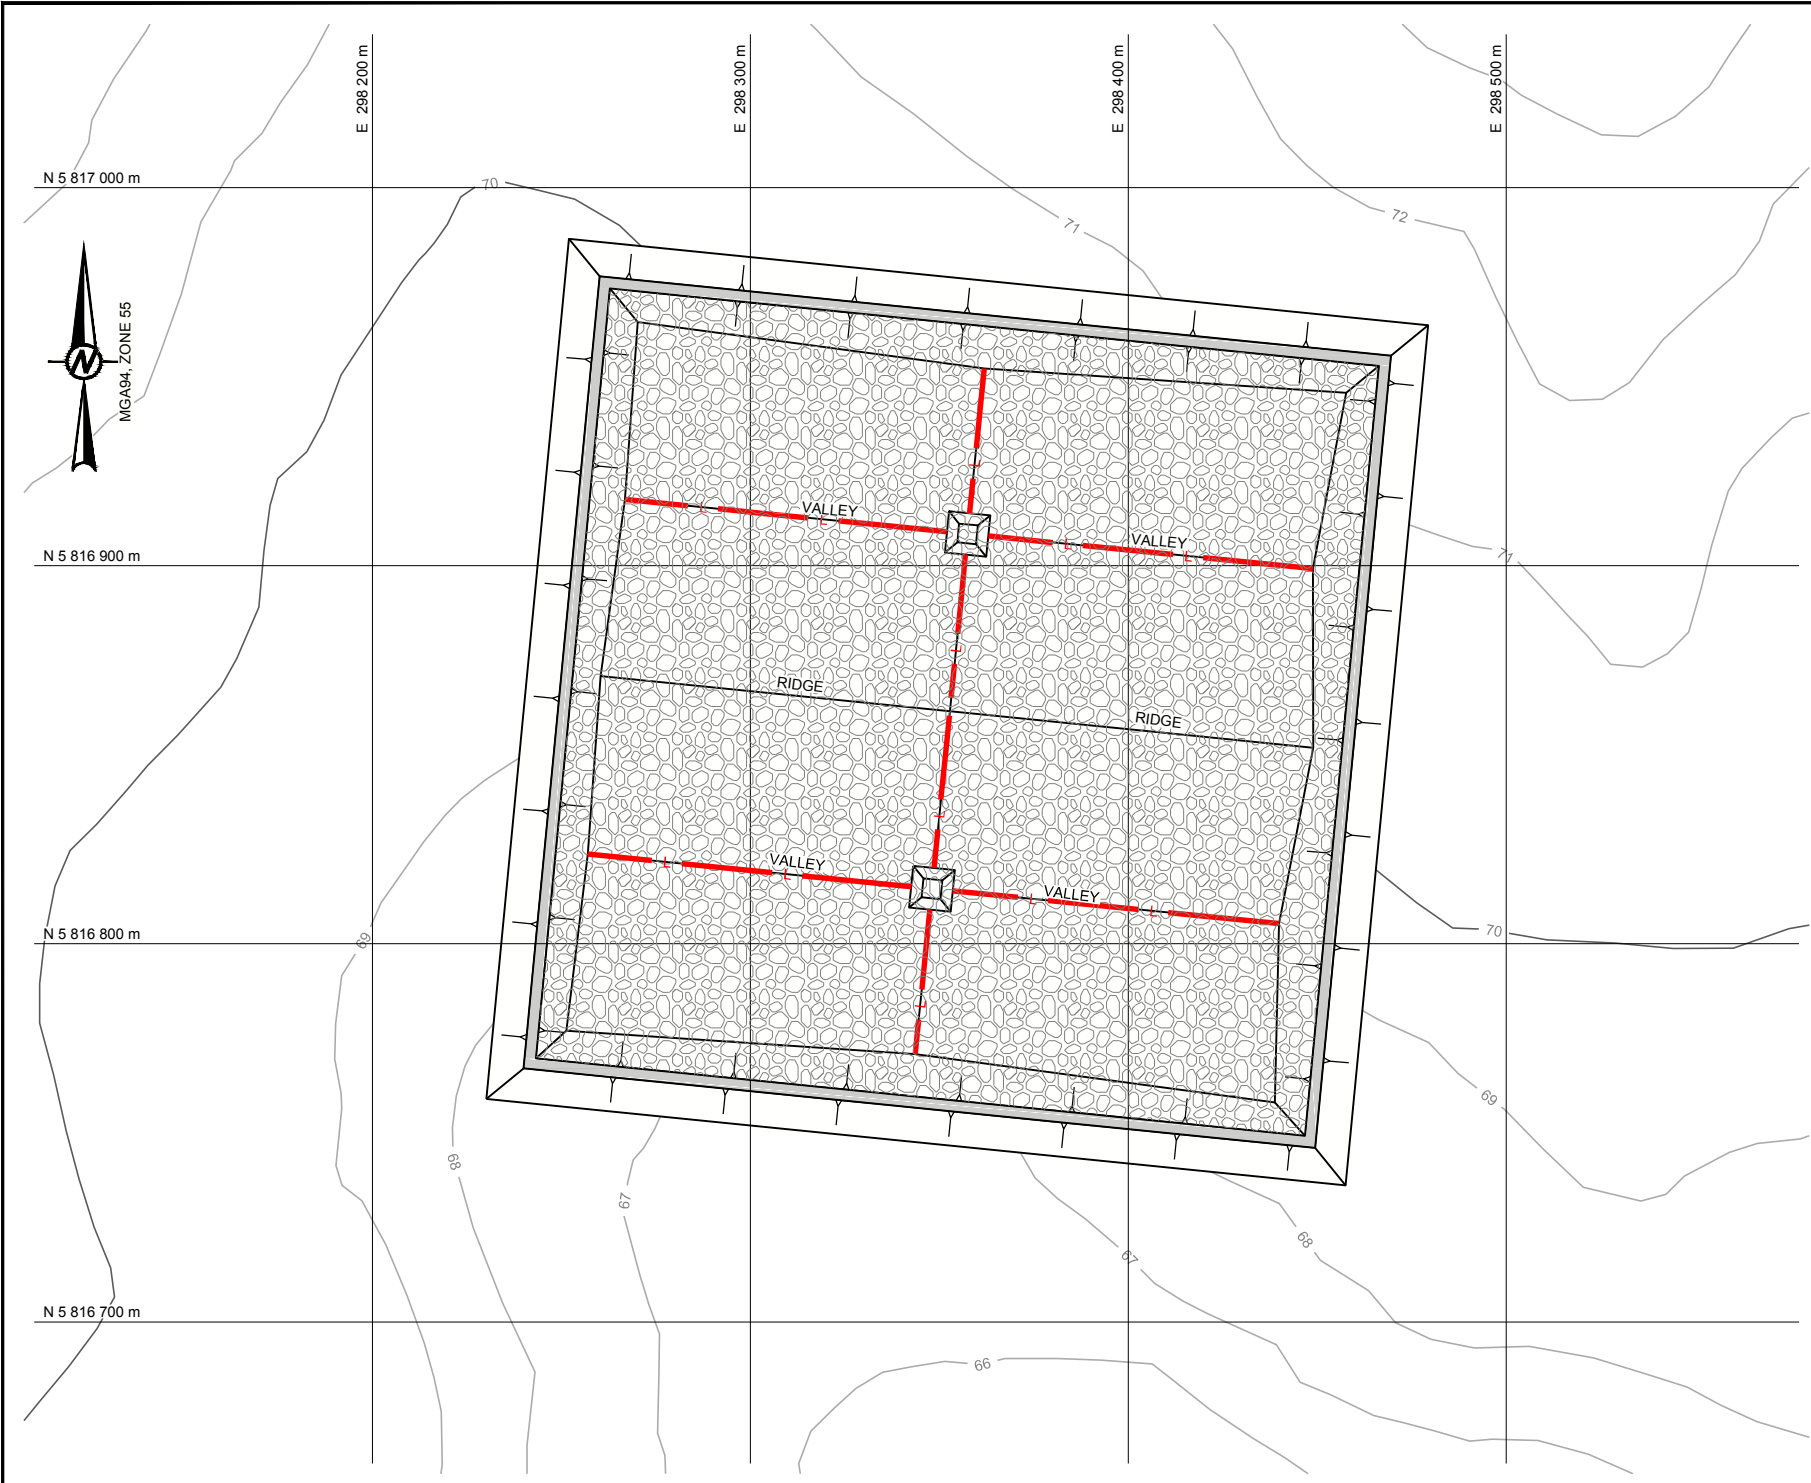 E 298 200 m
E 298 300 m
E 298 400 m
E 298 500 m
N 5 817 000 m
70
71
72
N
MGA94, ZONE 55
L
VALLEY
L
L
L
VALLEY
L
N 5 816 900 m
71
L
RIDGE
RIDGE
L
L
VALLEY
L
L
VALLEY
L
69
N 5 816 800 m
70
L
69
68
67
68
67
N 5 816 700 m
66